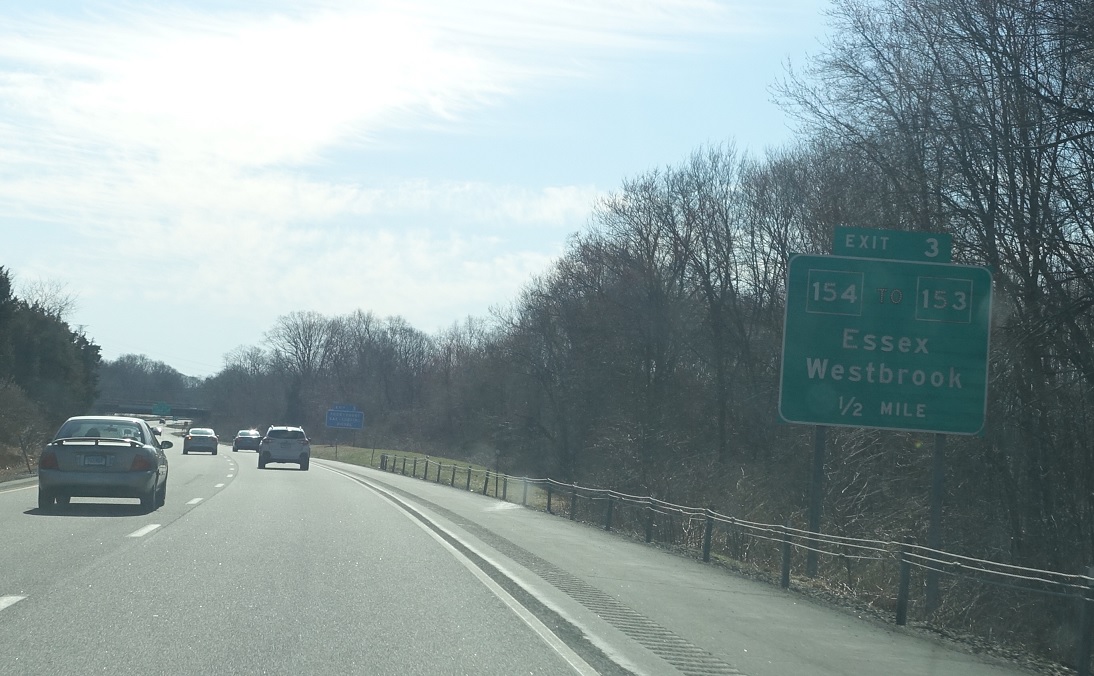 EXIT 3
154 TO 153
Essex
Westbrook
1/2 MILE